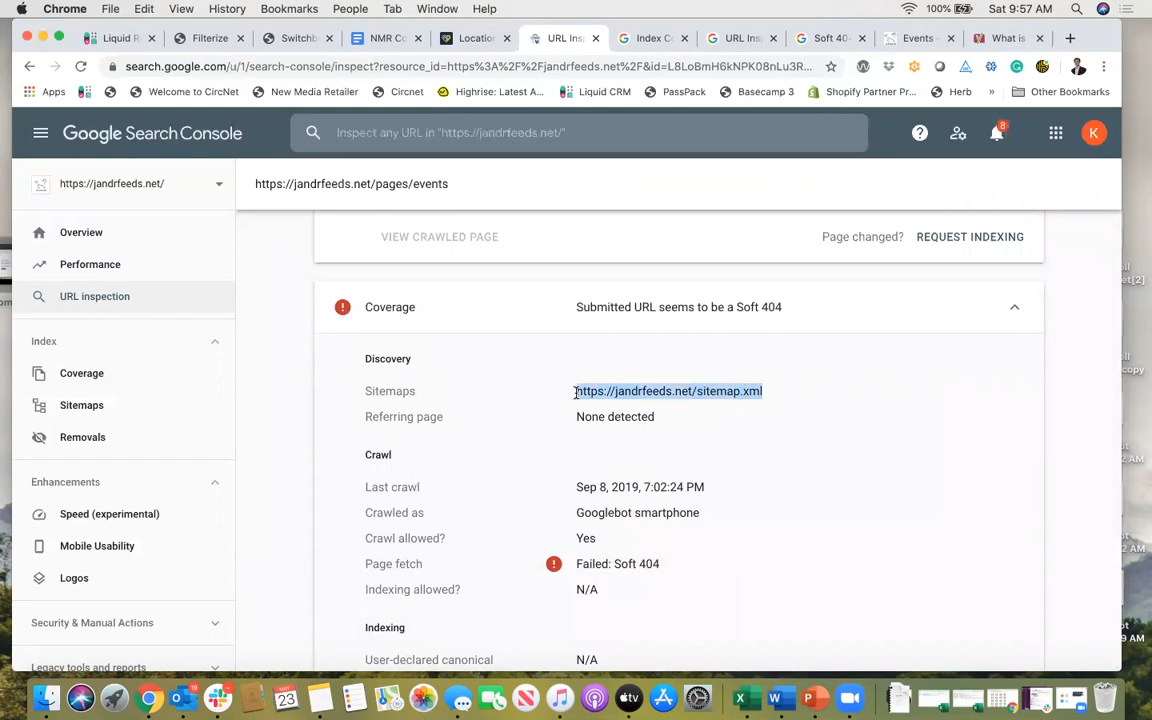 Chrome File Edit View History Bookmarks People Tab Window Help 100% Sat 9:57 AM
Liquid R Filterize Switchb NMR Co Location URL Insp Index Co URL Insp Soft 40 Events – What is
search.google.com/u/1/search-console/inspect?resource_id=https%3A%2F%2Fjandrfeeds.net%2F&id=L8LoBmH6kNPK08nLu3R...
Apps Welcome to CircNet New Media Retailer Circnet Highrise: Latest A... Liquid CRM PassPack Basecamp 3 Shopify Partner Pr... Herb » Other Bookmarks
Google Search Console Inspect any URL in "https://jandrfeeds.net/" 8 K
https://jandrfeeds.net/ https://jandrfeeds.net/pages/events
Overview
Performance
URL inspection
Index
Coverage
Sitemaps
Removals
Enhancements
Speed (experimental)
Mobile Usability
Logos
Security & Manual Actions
Legacy tools and reports
VIEW CRAWLED PAGE Page changed? REQUEST INDEXING
Coverage Submitted URL seems to be a Soft 404
Discovery
Sitemaps https://jandrfeeds.net/sitemap.xml
Referring page None detected
Crawl
Last crawl Sep 8, 2019, 7:02:24 PM
Crawled as Googlebot smartphone
Crawl allowed? Yes
Page fetch Failed: Soft 404
Indexing allowed? N/A
Indexing
User-declared canonical N/A
MAY
23